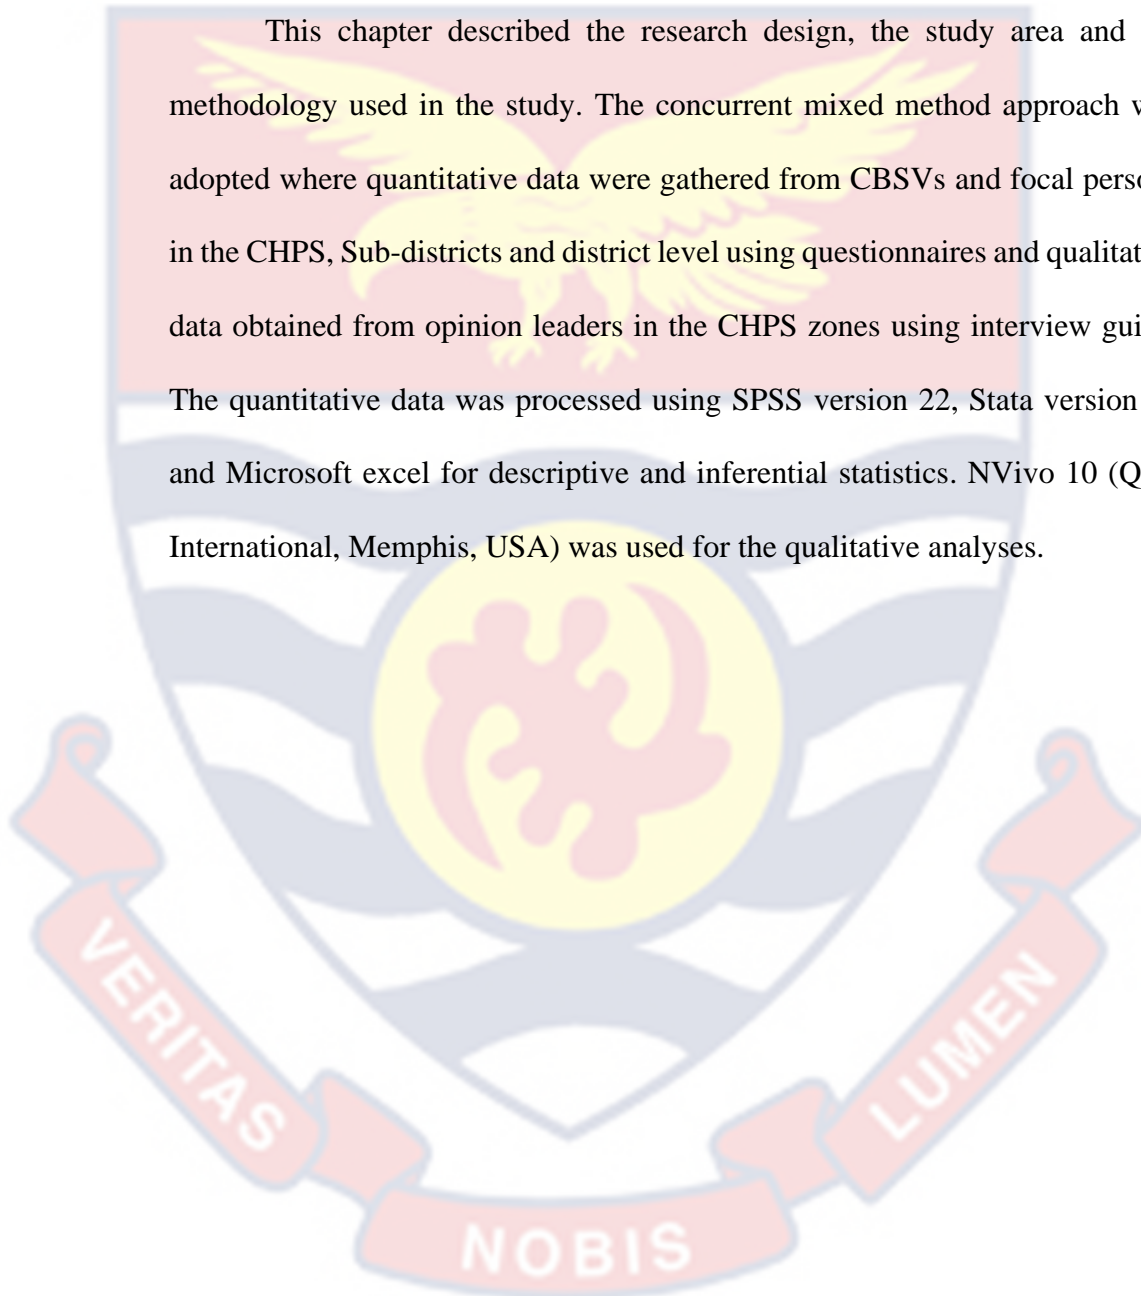 This chapter described the research design, the study area and
methodology used in the study. The concurrent mixed method approach
adopted where quantitative data were gathered from CBSVs and focal
in the CHPS, Sub-districts and district level using questionnaires and
data obtained from opinion leaders in the CHPS zones using interview
The quantitative data was processed using SPSS version 22, Stata version
and Microsoft excel for descriptive and inferential statistics. NVivo 10
International, Memphis, USA) was used for the qualitative analyses.
VERITAS
NOBIS
LUMEN